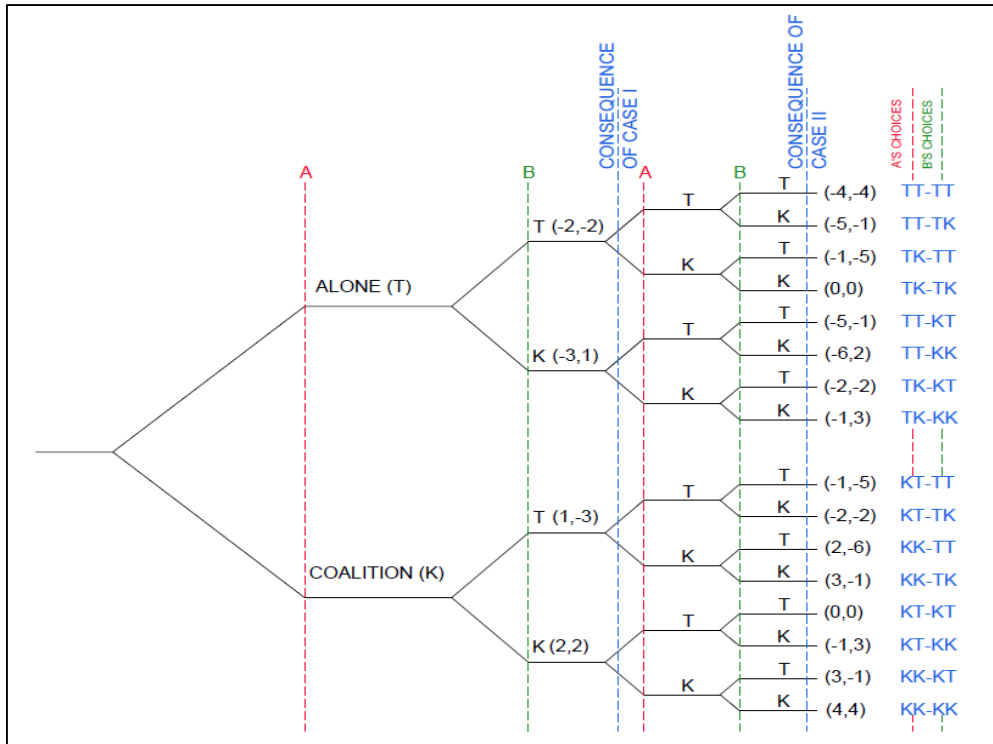 CONSEQUENCE
OF CASE I
CONSEQUENCE OF
CASE II
A'S CHOICES
B'S CHOICES
A
B
A
B
ALONE (T)
T (-2,-2)
T
T (-4,-4) TT-TT
K (-5,-1) TT-TK
K
T (-1,-5) TK-TT
K (0,0) TK-TK
K (-3,1)
T
T (-5,-1) TT-KT
K (-6,2) TT-KK
K
T (-2,-2) TK-KT
K (-1,3) TK-KK
COALITION (K)
T (1,-3)
T
T (-1,-5) KT-TT
K (-2,-2) KT-TK
K
T (2,-6) KK-TT
K (3,-1) KK-TK
K (2,2)
T
T (0,0) KT-KT
K (-1,3) KT-KK
K
T (3,-1) KK-KT
K (4,4) KK-KK